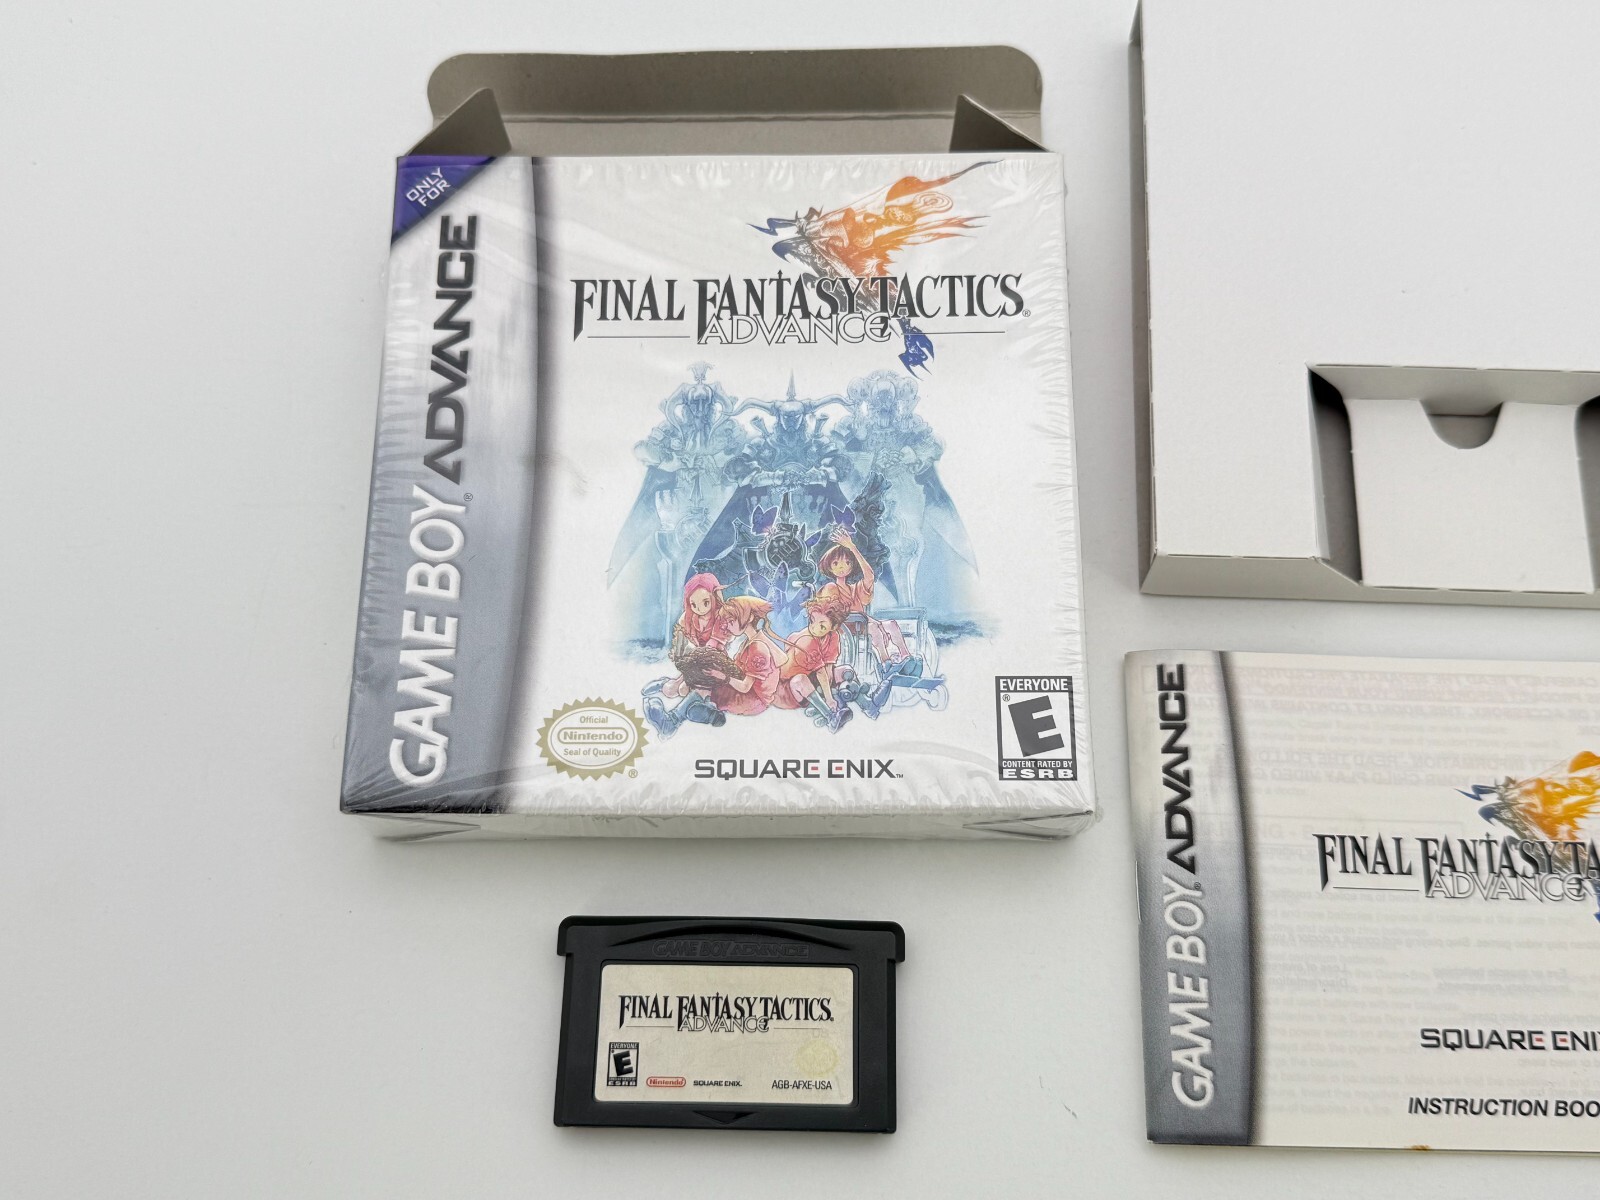 ONLY
FOR
GAME BOY ADVANCE
FINAL FANTASY TACTICS®
ADVANCE
Official
Nintendo
Seal of Quality
®
SQUARE ENIX™
EVERYONE
E
®
CONTENT RATED BY
ESRB
GAME BOY ADVANCE
FINAL FANTASY TACTICS.
ADVANCE
EVERYONE
E
ESRB
Nintendo
SQUARE ENIX.
AGB-AFXE-USA
GAME BOY ADVANCE
FINAL FANTASY TA
ADVANCE
SQUARE ENI
INSTRUCTION BOO